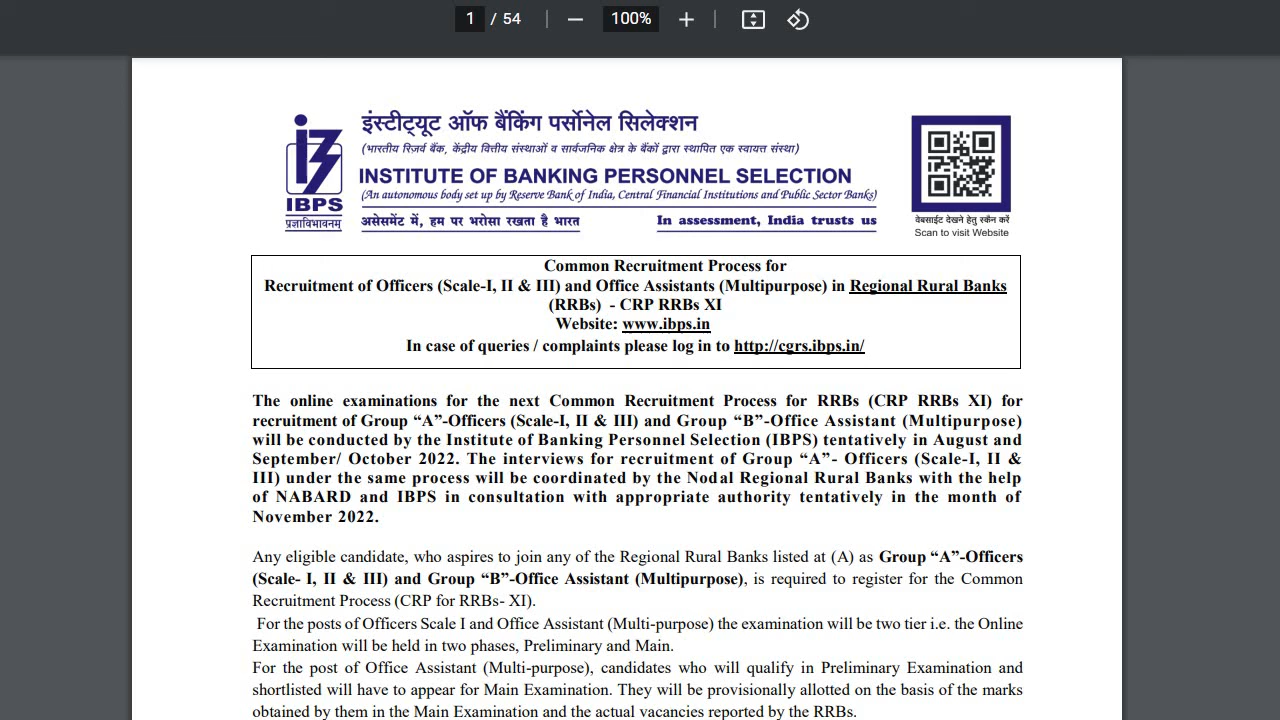 1 / 54 100%
इंस्टीट्यूट ऑफ बैंकिंग पर्सोनेल सिलेक्शन
(भारतीय रिज़र्व बैंक, केंद्रीय वित्तीय संस्थाओं व सार्वजनिक क्षेत्र के बैंकों द्वारा स्थापित एक स्वायत्त संस्था)
INSTITUTE OF BANKING PERSONNEL SELECTION
(An autonomous body set up by Reserve Bank of India, Central Financial Institutions and Public Sector Banks)
IBPS
प्रज्ञाविभावनम्
असेसमेंट में, हम पर भरोसा रखता है भारत In assessment, India trusts us
वेबसाईट देखने हेतु स्कैन करें
Scan to visit Website
Common Recruitment Process for
Recruitment of Officers (Scale-I, II & III) and Office Assistants (Multipurpose) in Regional Rural Banks
(RRBs) - CRP RRBs XI
Website: www.ibps.in
In case of queries / complaints please log in to http://cgrs.ibps.in/
The online examinations for the next Common Recruitment Process for RRBs (CRP RRBs XI) for
recruitment of Group “A”-Officers (Scale-I, II & III) and Group “B”-Office Assistant (Multipurpose)
will be conducted by the Institute of Banking Personnel Selection (IBPS) tentatively in August and
September/ October 2022. The interviews for recruitment of Group “A”- Officers (Scale-I, II &
III) under the same process will be coordinated by the Nodal Regional Rural Banks with the help
of NABARD and IBPS in consultation with appropriate authority tentatively in the month of
November 2022.
Any eligible candidate, who aspires to join any of the Regional Rural Banks listed at (A) as Group “A”-Officers
(Scale- I, II & III) and Group “B”-Office Assistant (Multipurpose), is required to register for the Common
Recruitment Process (CRP for RRBs- XI).
For the posts of Officers Scale I and Office Assistant (Multi-purpose) the examination will be two tier i.e. the Online
Examination will be held in two phases, Preliminary and Main.
For the post of Office Assistant (Multi-purpose), candidates who will qualify in Preliminary Examination and
shortlisted will have to appear for Main Examination. They will be provisionally allotted on the basis of the marks
obtained by them in the Main Examination and the actual vacancies reported by the RRBs.